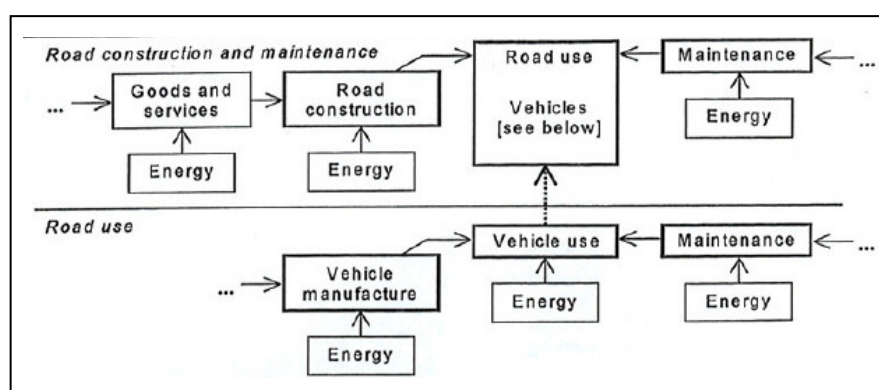 Road construction and maintenance
... Goods and
services
Road
construction
Road use
Vehicles
[see below]
Maintenance ...
Energy
Energy
Energy
Road use
... Vehicle
manufacture
Vehicle use
Maintenance ...
Energy
Energy
Energy